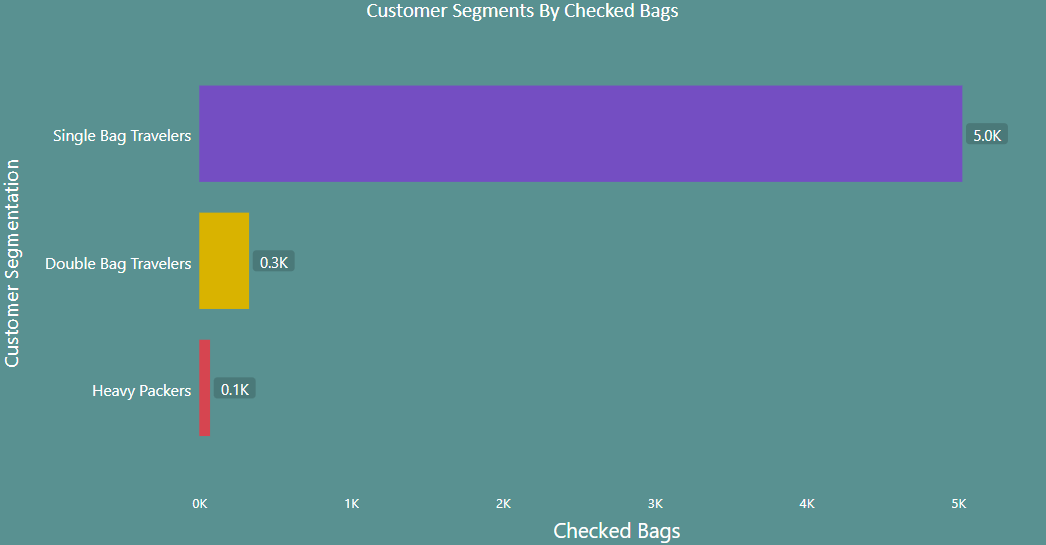 Customer Segments By Checked Bags
Customer Segmentation
Single Bag Travelers
5.0K
Double Bag Travelers
0.3K
Heavy Packers
0.1K
0K 1K 2K 3K 4K 5K
Checked Bags